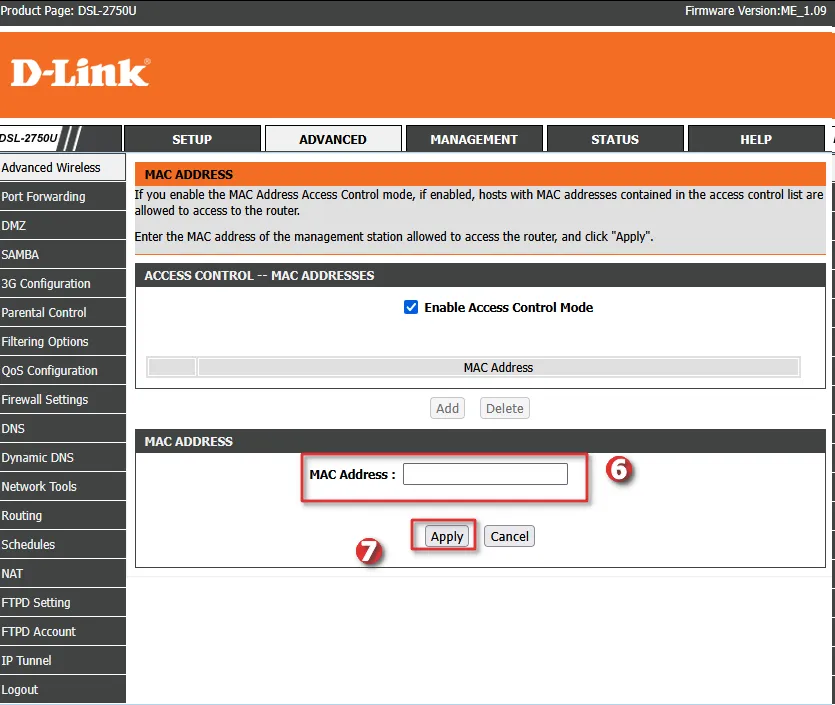 Product Page: DSL-2750U
Firmware Version:ME_1.09
D-Link®
DSL-2750U
SETUP
ADVANCED
MANAGEMENT
STATUS
HELP
Advanced Wireless
Port Forwarding
DMZ
SAMBA
3G Configuration
Parental Control
Filtering Options
QoS Configuration
Firewall Settings
DNS
Dynamic DNS
Network Tools
Routing
Schedules
NAT
FTPD Setting
FTPD Account
IP Tunnel
Logout
MAC ADDRESS
If you enable the MAC Address Access Control mode, if enabled, hosts with MAC addresses contained in the access control list are
allowed to access to the router.
Enter the MAC address of the management station allowed to access the router, and click "Apply".
ACCESS CONTROL -- MAC ADDRESSES
Enable Access Control Mode
MAC Address
Add
Delete
MAC ADDRESS
MAC Address :
6
7
Apply
Cancel